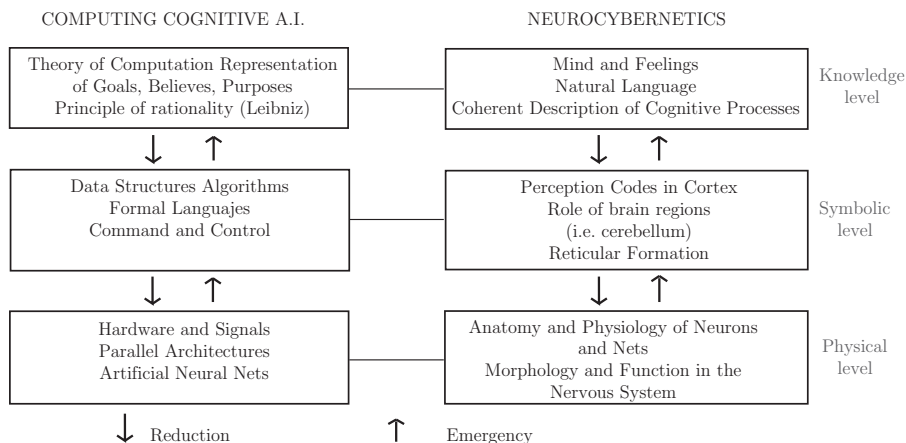 COMPUTING COGNITIVE A.I.
NEUROCYBERNETICS
Theory of Computation Representation
of Goals, Believes, Purposes
Principle of rationality (Leibniz)
Mind and Feelings
Natural Language
Coherent Description of Cognitive Processes
Knowledge
level
Data Structures Algorithms
Formal Languajes
Command and Control
Perception Codes in Cortex
Role of brain regions
(i.e. cerebellum)
Reticular Formation
Symbolic
level
Hardware and Signals
Parallel Architectures
Artificial Neural Nets
Anatomy and Physiology of Neurons
and Nets
Morphology and Function in the
Nervous System
Physical
level
Reduction
Emergency